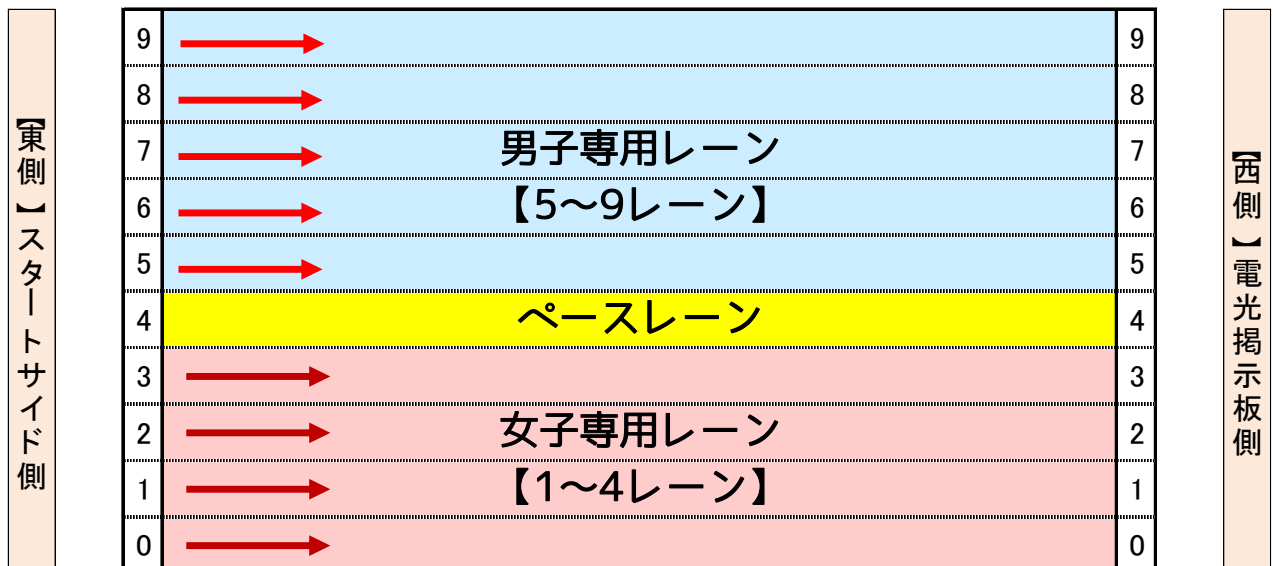 【東側】スタートサイド側
9 9
8 8
7 男子専用レーン 7
6 【5~9レーン】 6
5 5
4 ペースレーン 4
3 3
2 女子専用レーン 2
1 【1~4レーン】 1
0 0
【西側】電光掲示板側